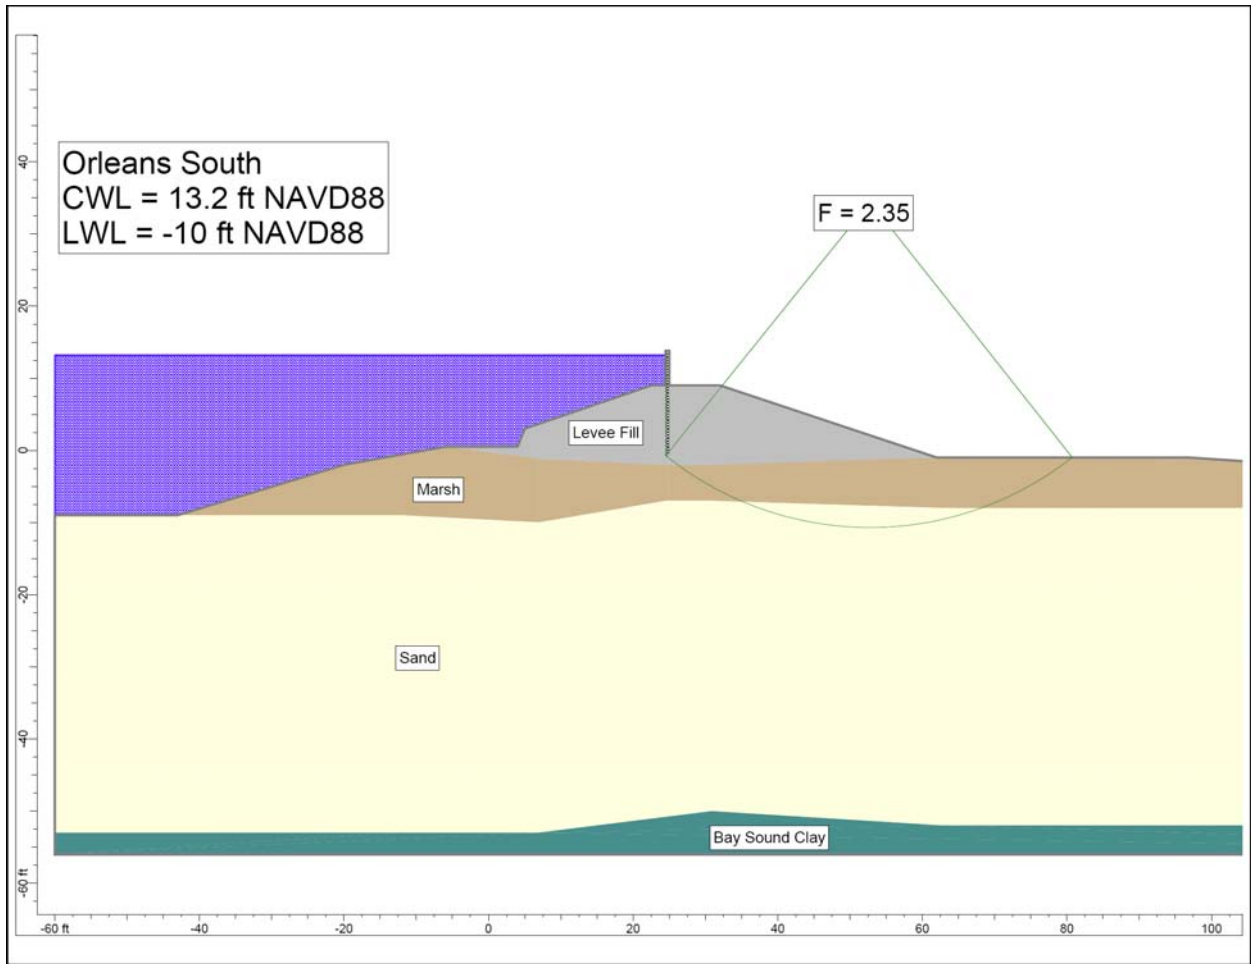 Orleans South
CWL = 13.2 ft NAVD88
LWL = -10 ft NAVD88
F = 2.35
Levee Fill
Marsh
Sand
Bay Sound Clay
40
20
0
-20
-40
-60 ft
-60 ft -40 -20 0 20 40 60 80 100